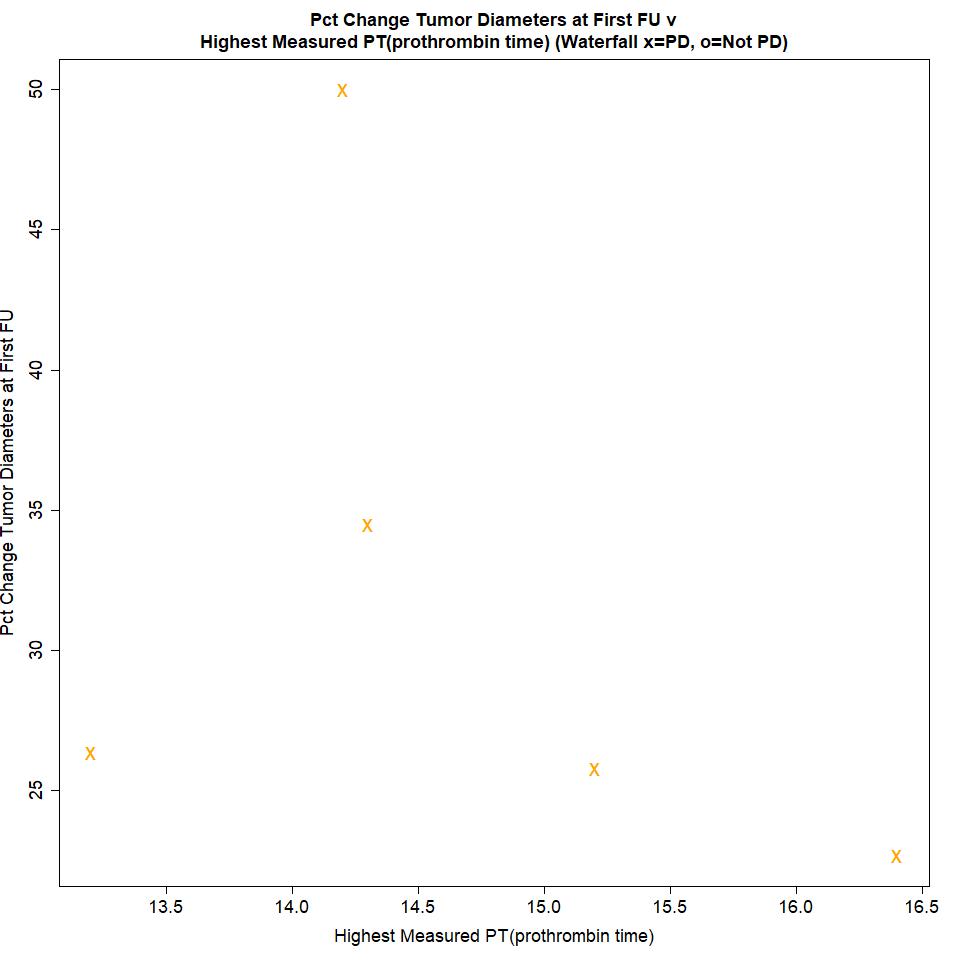 Pct Change Tumor Diameters at First FU v
Highest Measured PT(prothrombin time) (Waterfall x=PD, o=Not PD)
Pct Change Tumor Diameters at First FU
50
45
40
35
30
25
X
X
X
X
X
13.5
14.0
14.5
15.0
15.5
16.0
16.5
Highest Measured PT(prothrombin time)